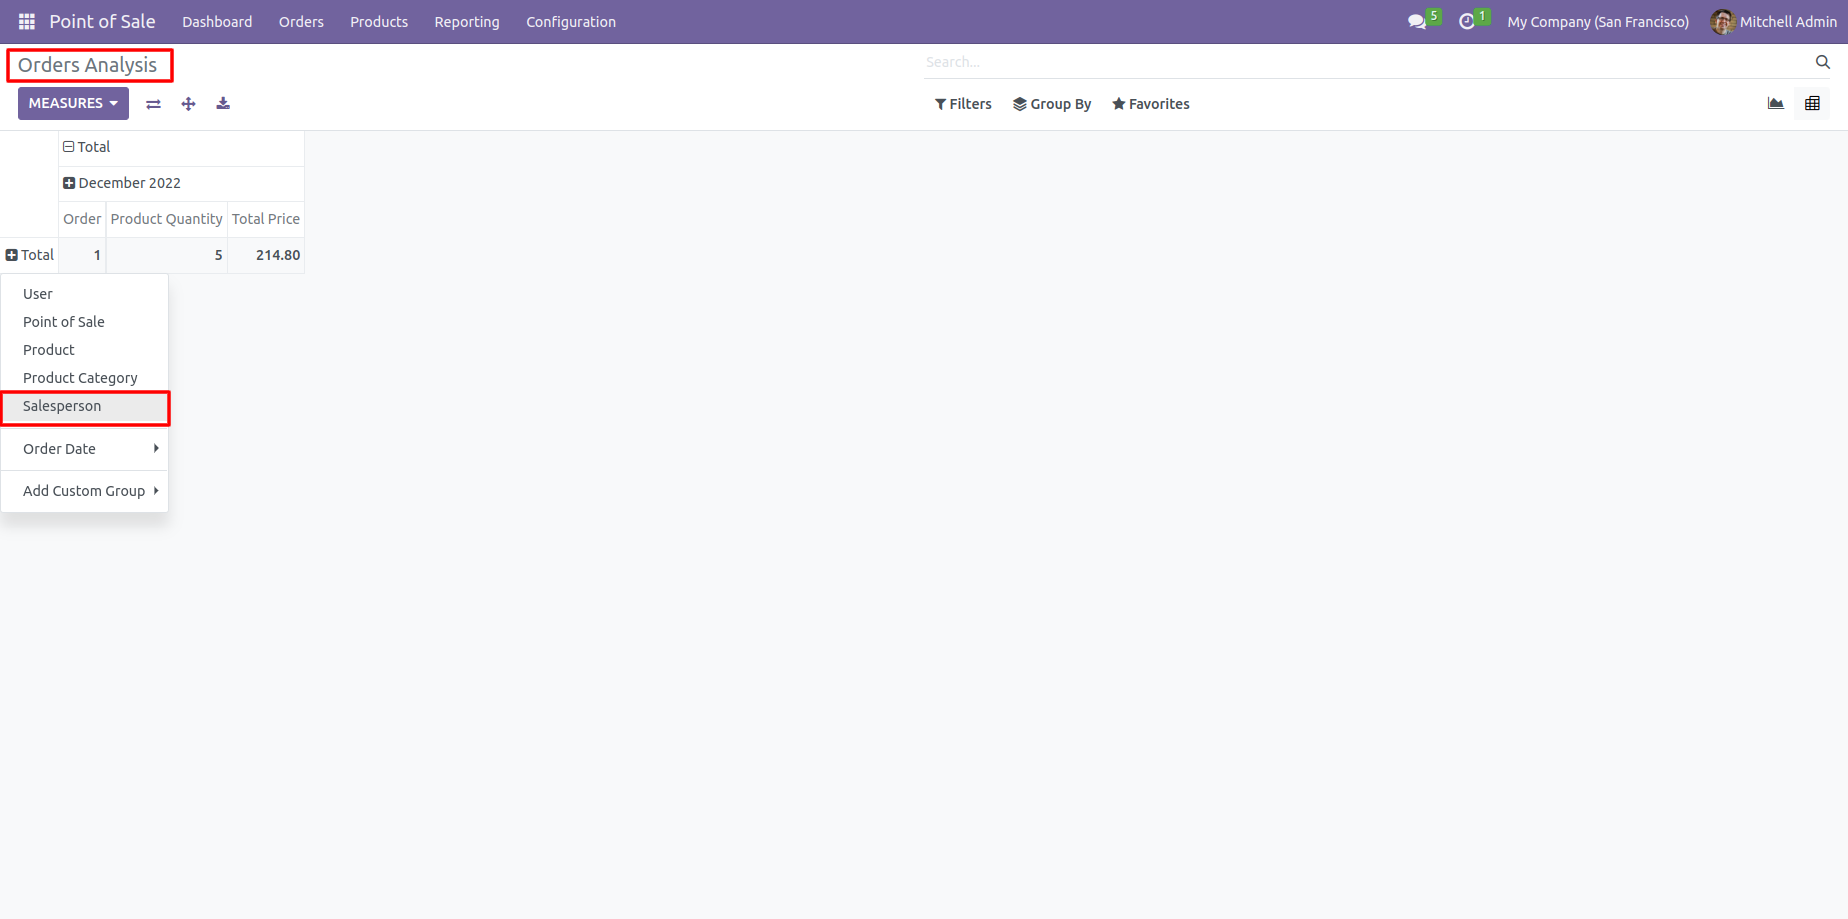 Point of Sale Dashboard Orders Products Reporting Configuration 5 1 My Company (San Francisco) Mitchell Admin
Orders Analysis Search...
MEASURES Filters Group By Favorites
Total
December 2022
Order Product Quantity Total Price
Total 1 5 214.80
User
Point of Sale
Product
Product Category
Salesperson
Order Date
Add Custom Group